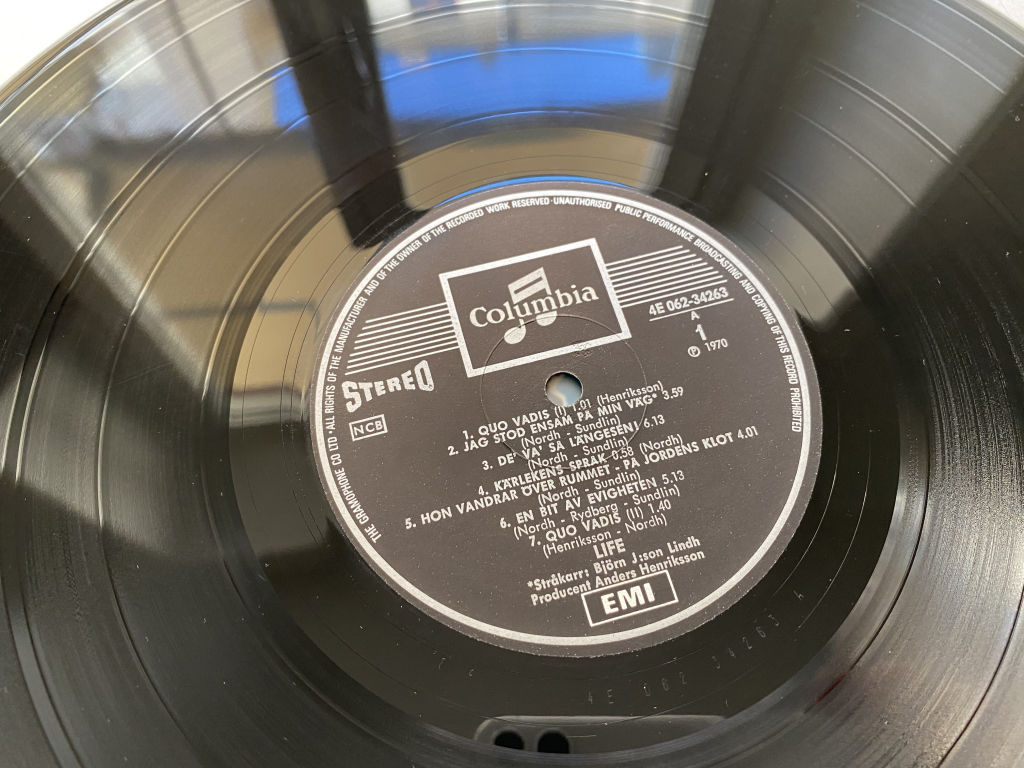 THE GRAMOPHONE CO LTD · ALL RIGHTS OF THE MANUFACTURER AND OF THE OWNER OF THE RECORDED WORK RESERVED · UNAUTHORISED PUBLIC PERFORMANCE BROADCASTING AND COPYING OF THIS RECORD PROHIBITED
Columbia
4E 062-34263
A
1
STEREO
℗ 1970
NCB
1. QUO VADIS (I) 1.01 (Henriksson)
2. JAG STOD ENSAM PÅ MIN VÄG* 3.59
(Nordh - Sundlin)
3. DE' VA' SÅ LÄNGESEN! 6.13
(Nordh - Sundlin)
4. KÄRLEKENS SPRÅK 0.58 (Nordh)
5. HON VANDRAR ÖVER RUMMET - PÅ JORDENS KLOT 4.01
(Nordh - Sundlin)
6. EN BIT AV EVIGHETEN 5.13
(Nordh - Rydberg - Sundlin)
7. QUO VADIS (II) 1.40
(Henriksson - Nordh)
LIFE
*Stråkarr: Björn J:son Lindh
Producent Anders Henriksson
EMI
4E 062 34263 A